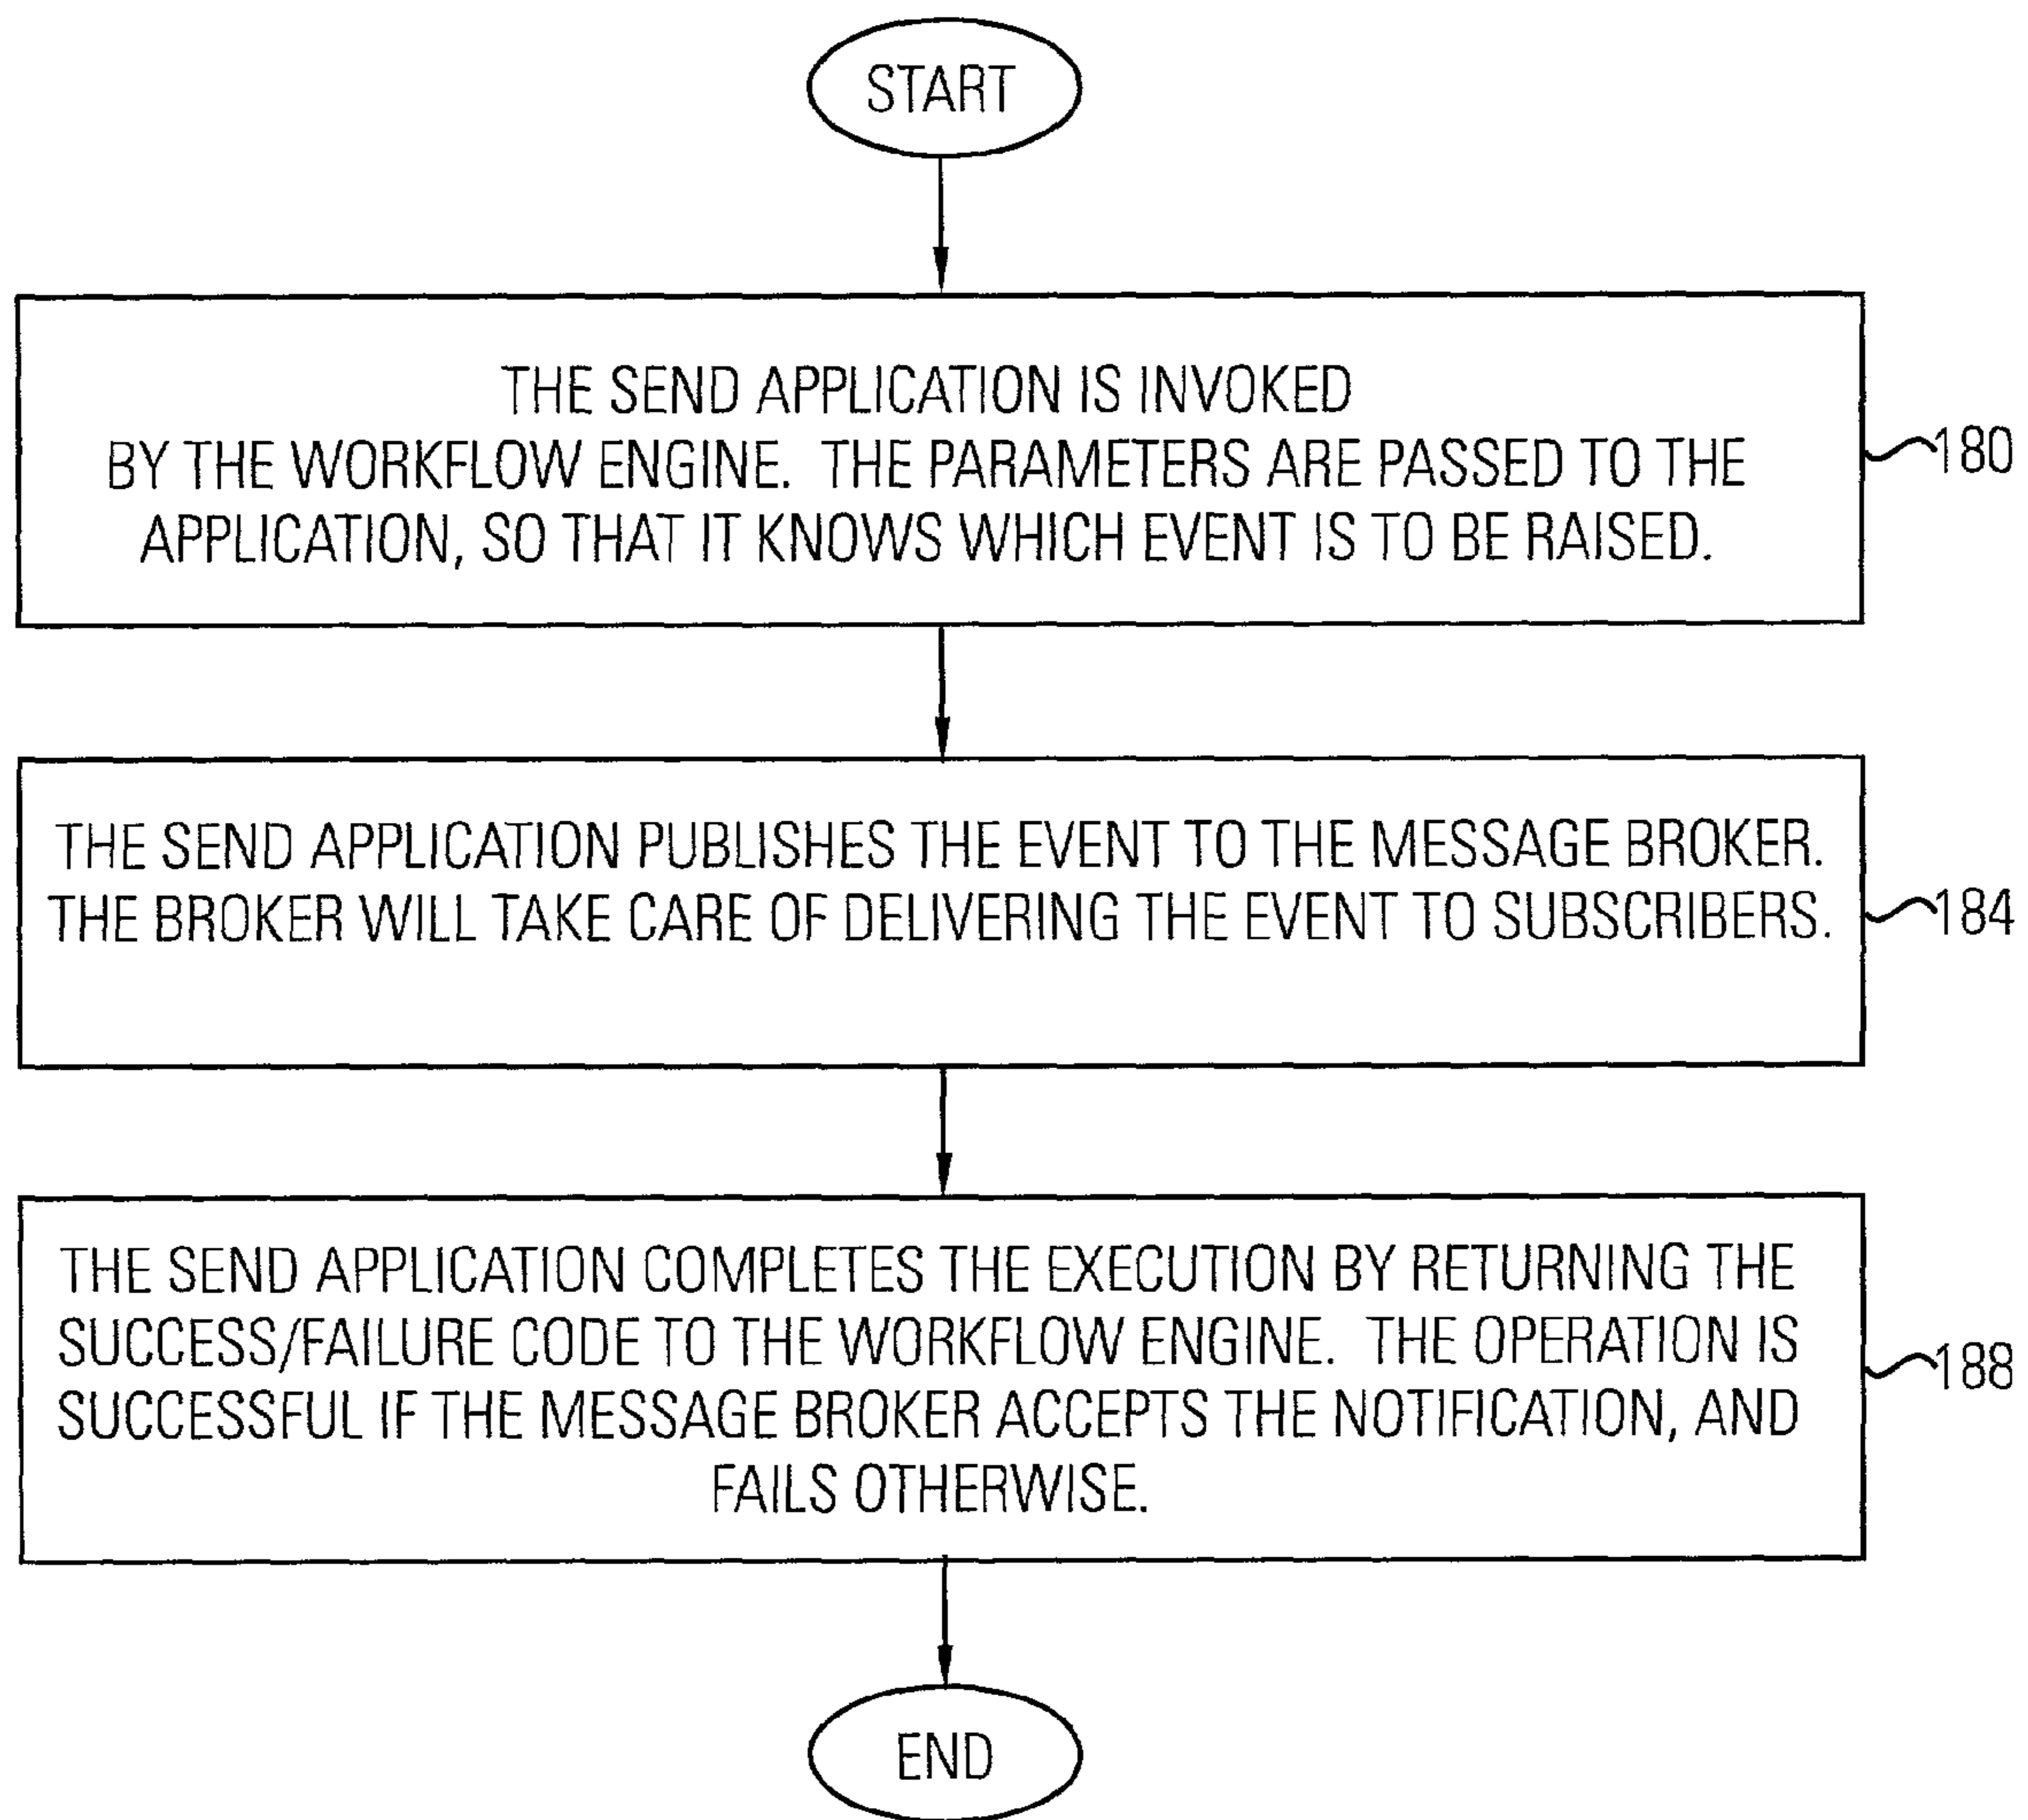 START
THE SEND APPLICATION IS INVOKED
BY THE WORKFLOW ENGINE. THE PARAMETERS ARE PASSED TO THE
APPLICATION, SO THAT IT KNOWS WHICH EVENT IS TO BE RAISED.
180
THE SEND APPLICATION PUBLISHES THE EVENT TO THE MESSAGE BROKER.
THE BROKER WILL TAKE CARE OF DELIVERING THE EVENT TO SUBSCRIBERS.
184
THE SEND APPLICATION COMPLETES THE EXECUTION BY RETURNING THE
SUCCESS/FAILURE CODE TO THE WORKFLOW ENGINE. THE OPERATION IS
SUCCESSFUL IF THE MESSAGE BROKER ACCEPTS THE NOTIFICATION, AND
FAILS OTHERWISE.
188
END